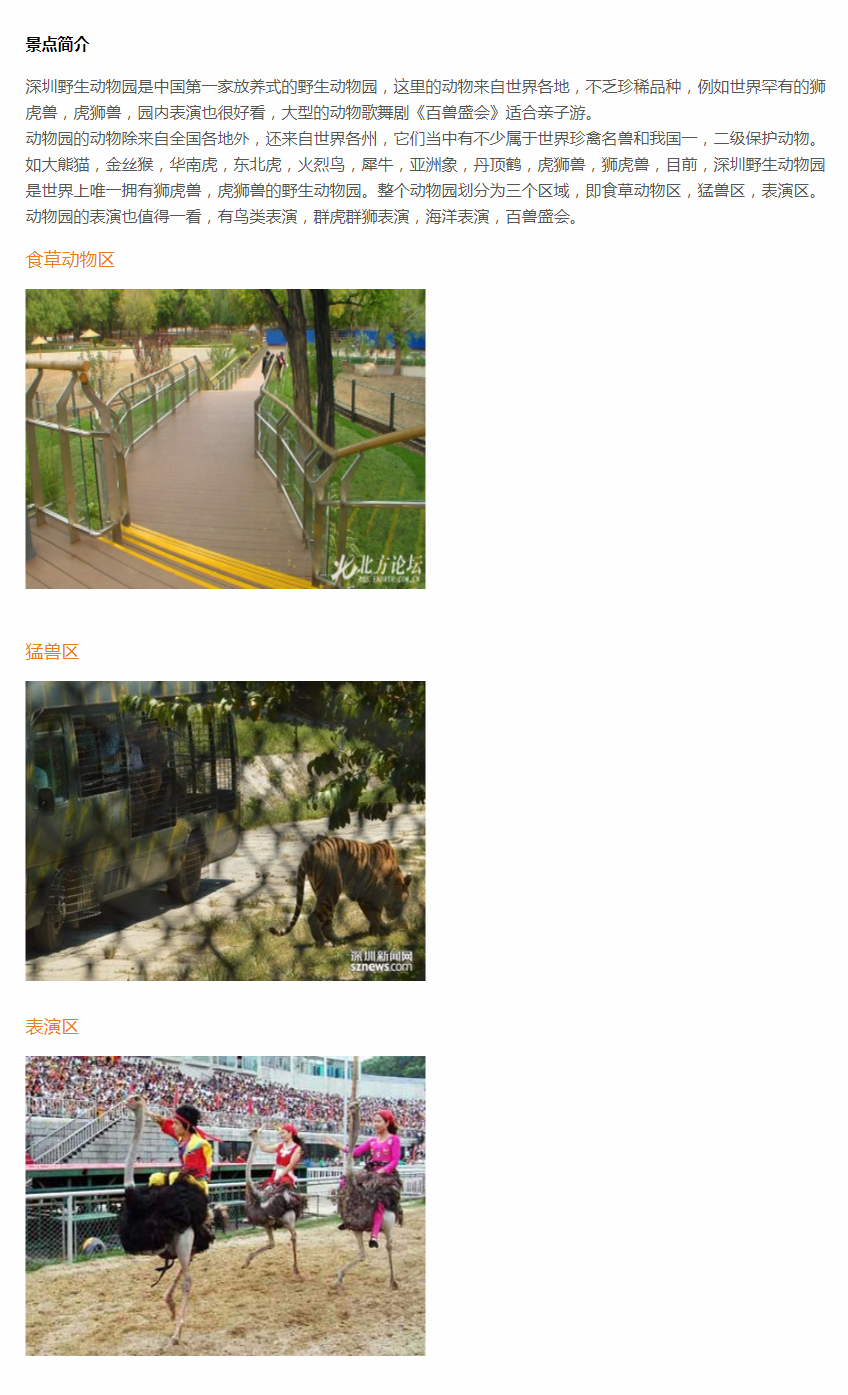 景点简介
深圳野生动物园是中国第一家放养式的野生动物园，这里的动物来自世界各地，不乏珍稀品种，例如世界罕有的狮
虎兽，虎狮兽，园内表演也很好看，大型的动物歌舞剧《百兽盛会》适合亲子游。
动物园的动物除来自全国各地外，还来自世界各州，它们当中有不少属于世界珍禽名兽和我国一，二级保护动物。
如大熊猫，金丝猴，华南虎，东北虎，火烈鸟，犀牛，亚洲象，丹顶鹤，虎狮兽，狮虎兽，目前，深圳野生动物园
是世界上唯一拥有狮虎兽，虎狮兽的野生动物园。整个动物园划分为三个区域，即食草动物区，猛兽区，表演区。
动物园的表演也值得一看，有鸟类表演，群虎群狮表演，海洋表演，百兽盛会。
食草动物区
北方论坛
猛兽区
深圳新闻网
sznews.com
表演区